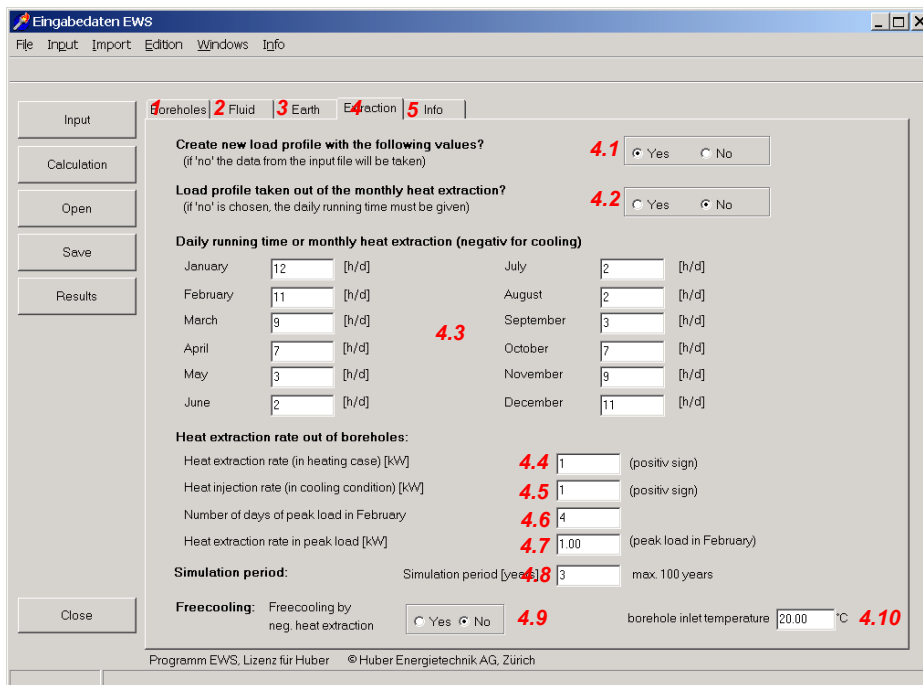 Eingabedaten EWS
File Input Import Edition Windows Info
1 Boreholes 2 Fluid 3 Earth 4 Extraction 5 Info
Input
Calculation
Open
Save
Results
Close
Create new load profile with the following values?
(if 'no' the data from the input file will be taken)
4.1 Yes No
Load profile taken out of the monthly heat extraction?
(if 'no' is chosen, the daily running time must be given)
4.2 Yes No
Daily running time or monthly heat extraction (negativ for cooling)
January 12 [h/d] July 2 [h/d]
February 11 [h/d] August 2 [h/d]
March 9 [h/d] September 3 [h/d]
4.3
April 7 [h/d] October 7 [h/d]
May 3 [h/d] November 9 [h/d]
June 2 [h/d] December 11 [h/d]
Heat extraction rate out of boreholes:
Heat extraction rate (in heating case) [kW] 4.4 1 (positiv sign)
Heat injection rate (in cooling condition) [kW] 4.5 1 (positiv sign)
Number of days of peak load in February 4.6 4
Heat extraction rate in peak load [kW] 4.7 1.00 (peak load in February)
Simulation period: Simulation period [years] 4.8 3 max. 100 years
Freecooling: Freecooling by
neg. heat extraction
Yes No 4.9 borehole inlet temperature 20.00 °C 4.10
Programm EWS, Lizenz für Huber © Huber Energietechnik AG, Zürich